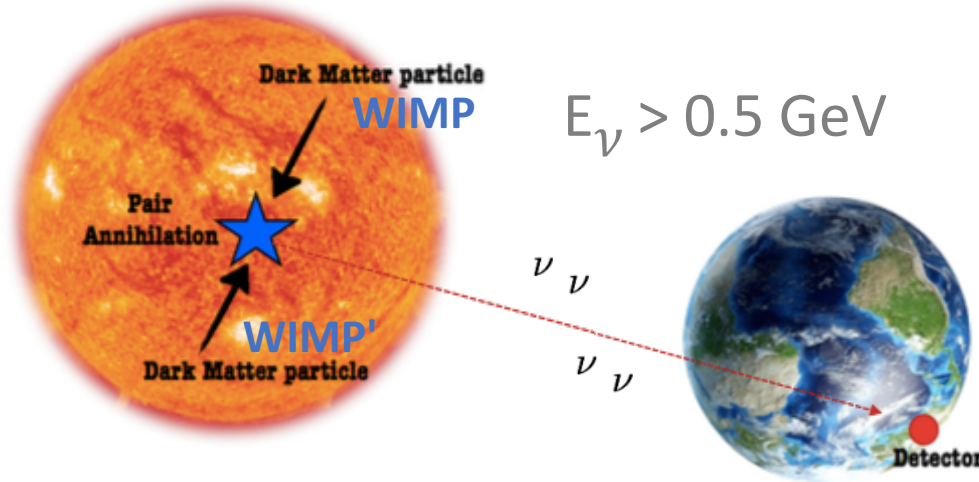 Dark Matter particle
WIMP
E_ν > 0.5 GeV
Pair
Annihilation
ν ν
ν ν
WIMP'
Dark Matter particle
Detector